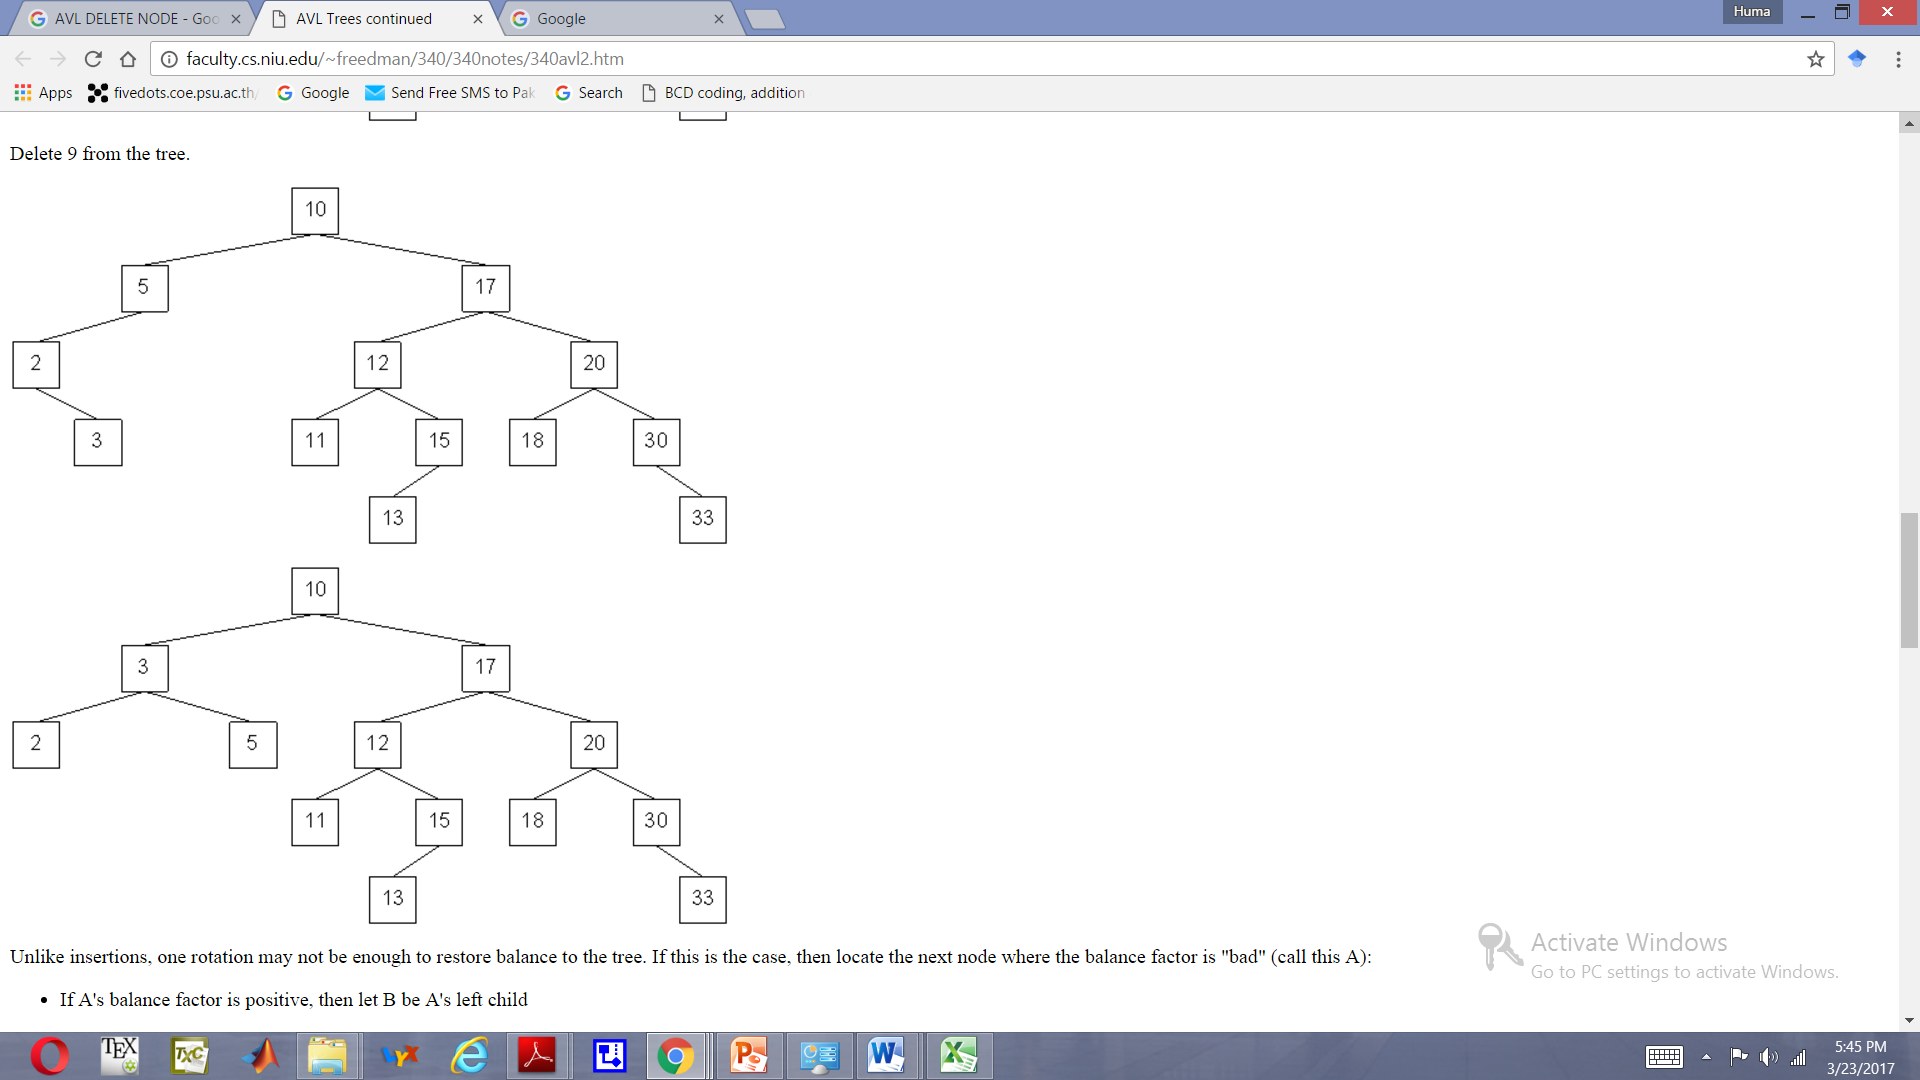 AVL DELETE NODE - Goo
AVL Trees continued
Google
Huma
faculty.cs.niu.edu/~freedman/340/340notes/340avl2.htm
Apps
fivedots.coe.psu.ac.th/
Google
Send Free SMS to Pak
Search
BCD coding, addition
Delete 9 from the tree.
10
5 17
2 12 20
3 11 15 18 30
13 33
10
3 17
2 5 12 20
11 15 18 30
13 33
Unlike insertions, one rotation may not be enough to restore balance to the tree. If this is the case, then locate the next node where the balance factor is "bad" (call this A):
• If A's balance factor is positive, then let B be A's left child
Activate Windows
Go to PC settings to activate Windows.
TEX
TXC
LYX
5:45 PM
3/23/2017